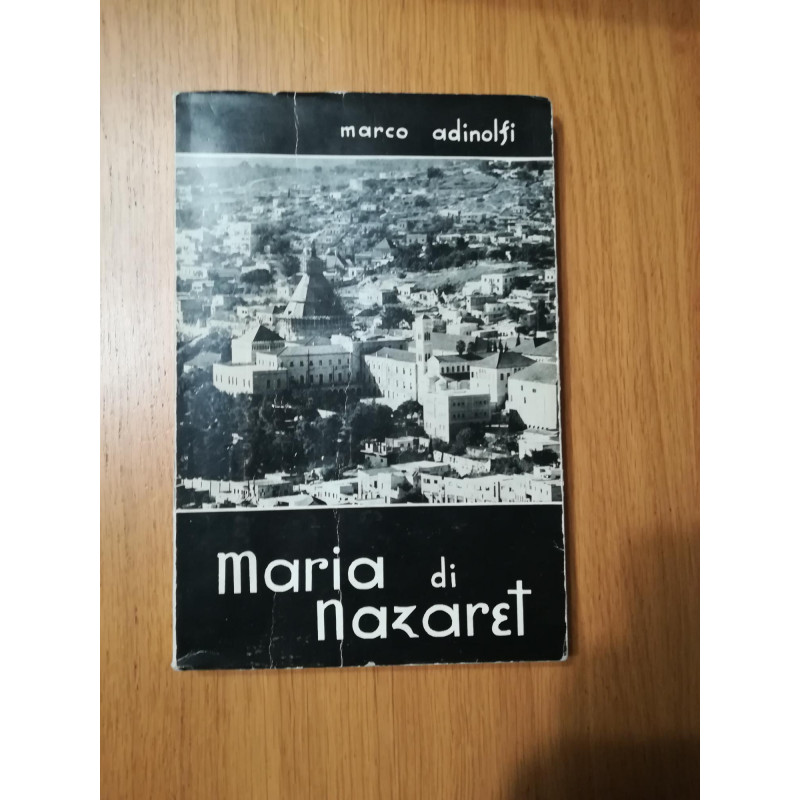 marco adinolfi
maria di
nazaret